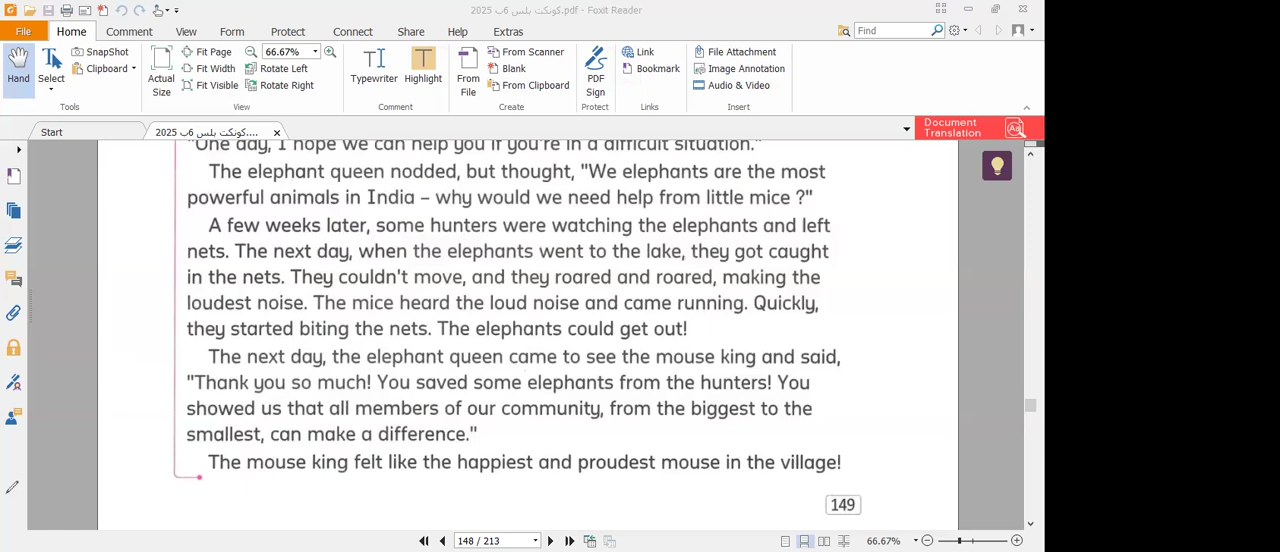 كونكت بلس 6ب 2025.pdf - Foxit Reader
File Home Comment View Form Protect Connect Share Help Extras Find
Hand Select SnapShot Clipboard Tools
Actual Size Fit Page Fit Width Fit Visible 66.67% Rotate Left Rotate Right View
Typewriter Highlight Comment
From File From Scanner Blank From Clipboard Create
PDF Sign Protect
Link Bookmark Links
File Attachment Image Annotation Audio & Video Insert
Start
كونكت بلس 6ب 2025....
Document Translation
"One day, I hope we can help you if you're in a difficult situation."
The elephant queen nodded, but thought, "We elephants are the most
powerful animals in India – why would we need help from little mice ?"
A few weeks later, some hunters were watching the elephants and left
nets. The next day, when the elephants went to the lake, they got caught
in the nets. They couldn't move, and they roared and roared, making the
loudest noise. The mice heard the loud noise and came running. Quickly,
they started biting the nets. The elephants could get out!
The next day, the elephant queen came to see the mouse king and said,
"Thank you so much! You saved some elephants from the hunters! You
showed us that all members of our community, from the biggest to the
smallest, can make a difference."
The mouse king felt like the happiest and proudest mouse in the village!
149
148 / 213
66.67%